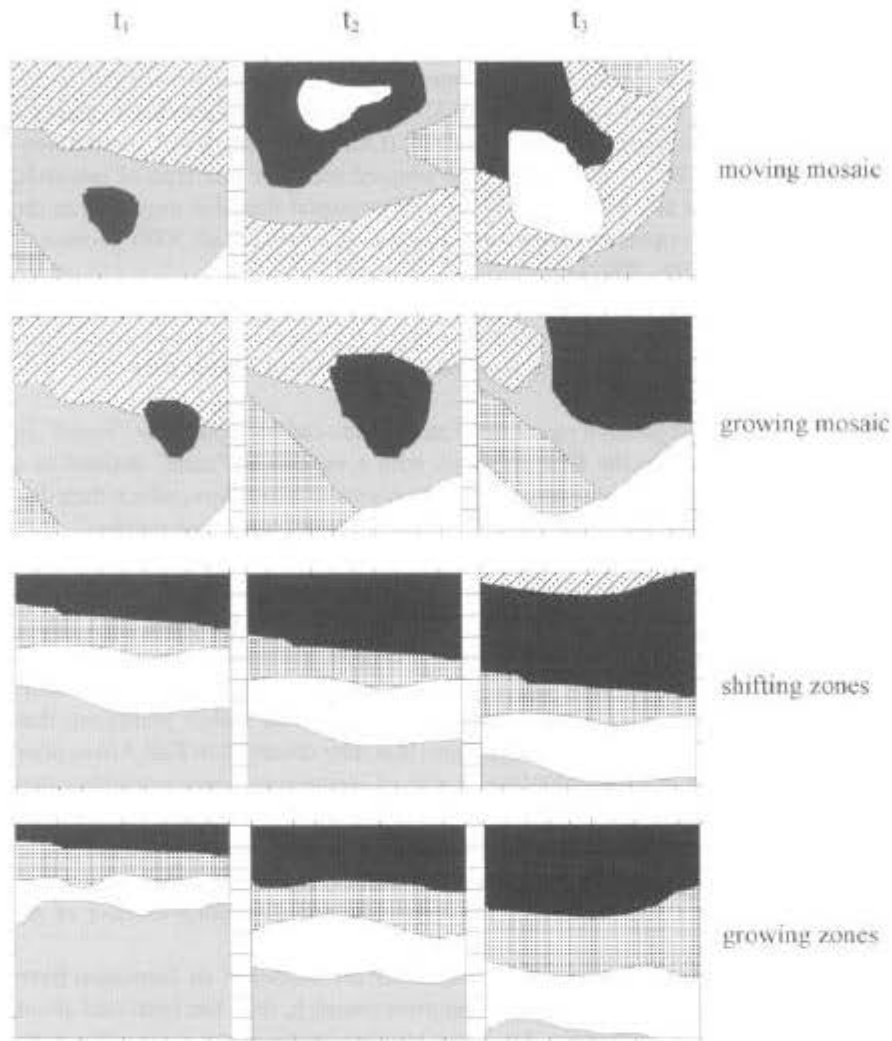 t₁ t₂ t₃
moving mosaic
growing mosaic
shifting zones
growing zones